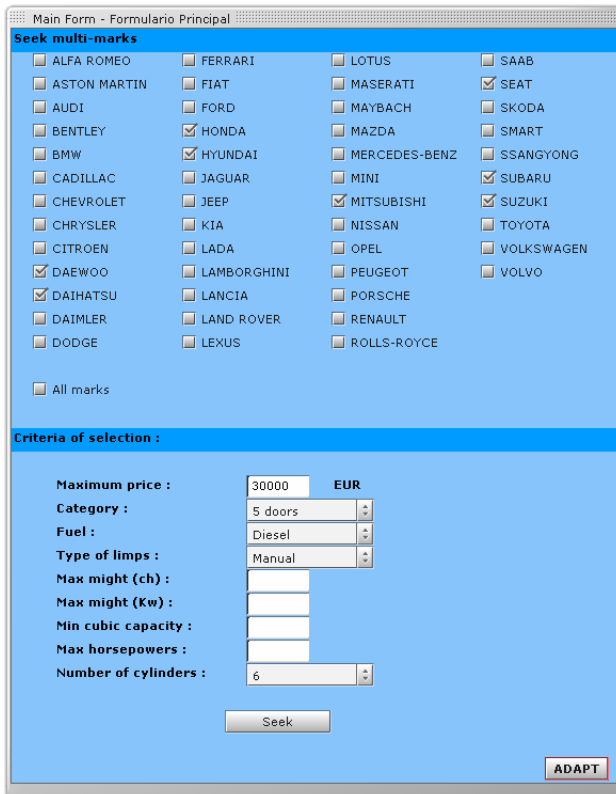 Main Form - Formulario Principal
Seek multi-marks
ALFA ROMEO FERRARI LOTUS SAAB
ASTON MARTIN FIAT MASERATI SEAT
AUDI FORD MAYBACH SKODA
BENTLEY HONDA MAZDA SMART
BMW HYUNDAI MERCEDES-BENZ SSANGYONG
CADILLAC JAGUAR MINI SUBARU
CHEVROLET JEEP MITSUBISHI SUZUKI
CHRYSLER KIA NISSAN TOYOTA
CITROEN LADA OPEL VOLKSWAGEN
DAEWOO LAMBORGHINI PEUGEOT VOLVO
DAIHATSU LANCIA PORSCHE
DAIMLER LAND ROVER RENAULT
DODGE LEXUS ROLLS-ROYCE
All marks
Criteria of selection :
Maximum price : 30000 EUR
Category : 5 doors
Fuel : Diesel
Type of limps : Manual
Max might (ch) :
Max might (Kw) :
Min cubic capacity :
Max horsepowers :
Number of cylinders : 6
Seek
ADAPT